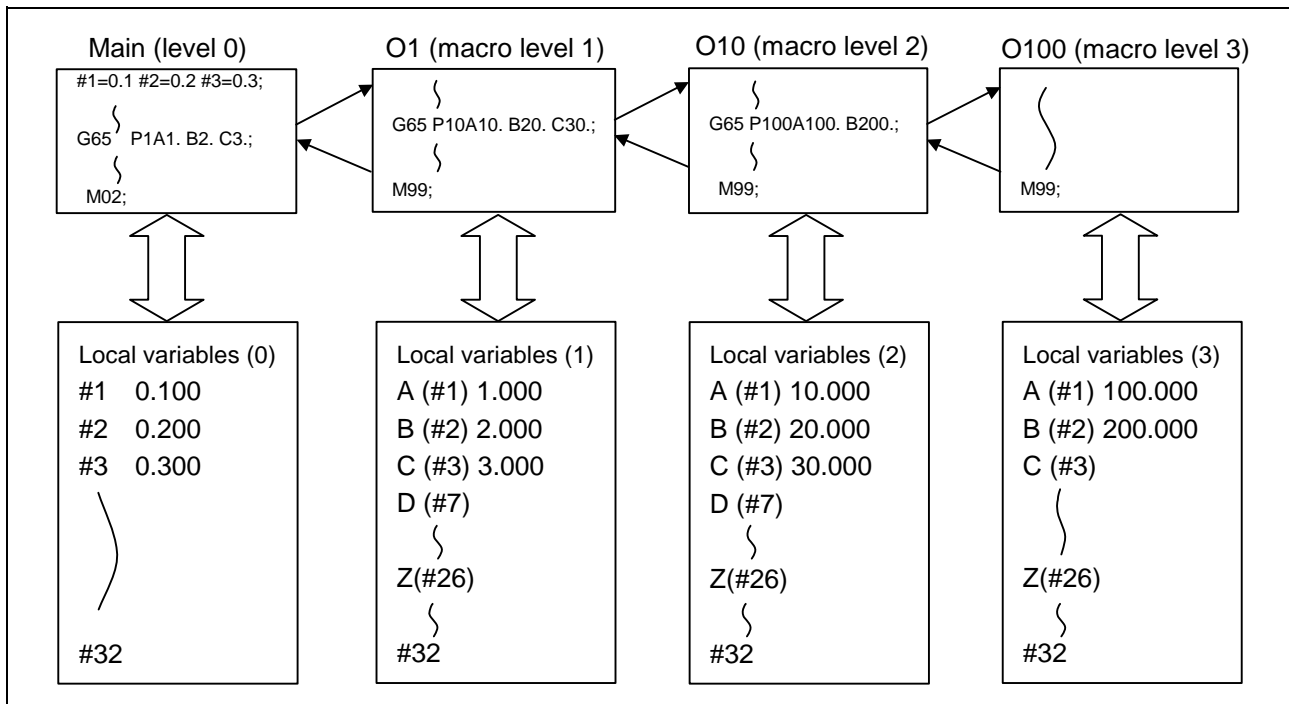 Main (level 0)
#1=0.1 #2=0.2 #3=0.3;
G65 P1A1. B2. C3.;
M02;
O1 (macro level 1)
G65 P10A10. B20. C30.;
M99;
O10 (macro level 2)
G65 P100A100. B200.;
M99;
O100 (macro level 3)
M99;
Local variables (0)
#1 0.100
#2 0.200
#3 0.300
#32
Local variables (1)
A (#1) 1.000
B (#2) 2.000
C (#3) 3.000
D (#7)
Z(#26)
#32
Local variables (2)
A (#1) 10.000
B (#2) 20.000
C (#3) 30.000
D (#7)
Z(#26)
#32
Local variables (3)
A (#1) 100.000
B (#2) 200.000
C (#3)
Z(#26)
#32